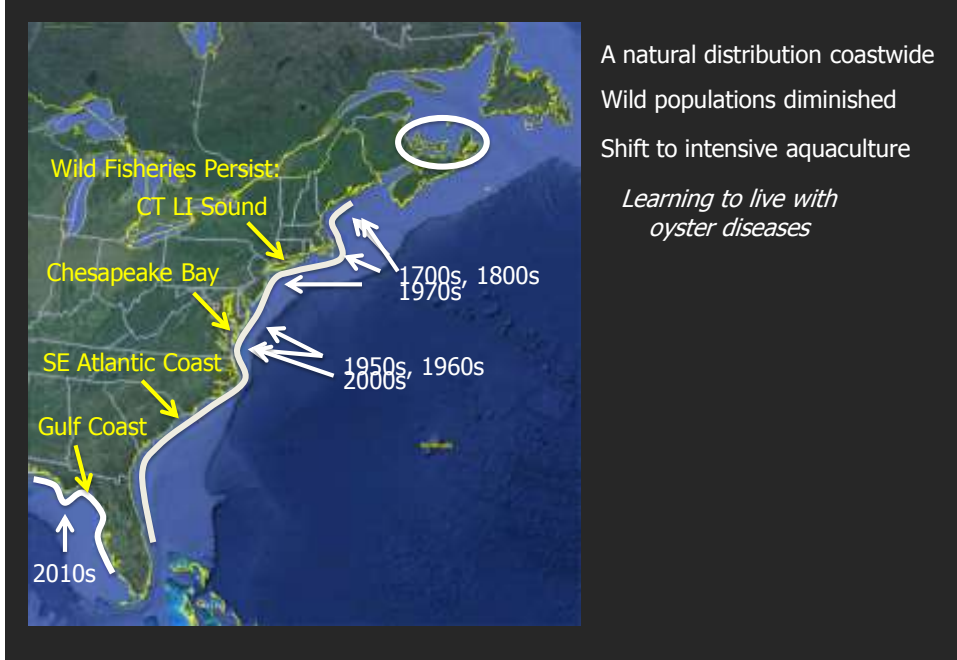 A natural distribution coastwide
Wild populations diminished
Shift to intensive aquaculture
Learning to live with
oyster diseases
Wild Fisheries Persist:
CT LI Sound
Chesapeake Bay
SE Atlantic Coast
Gulf Coast
1700s, 1800s
1970s
1950s, 1960s
2000s
2010s